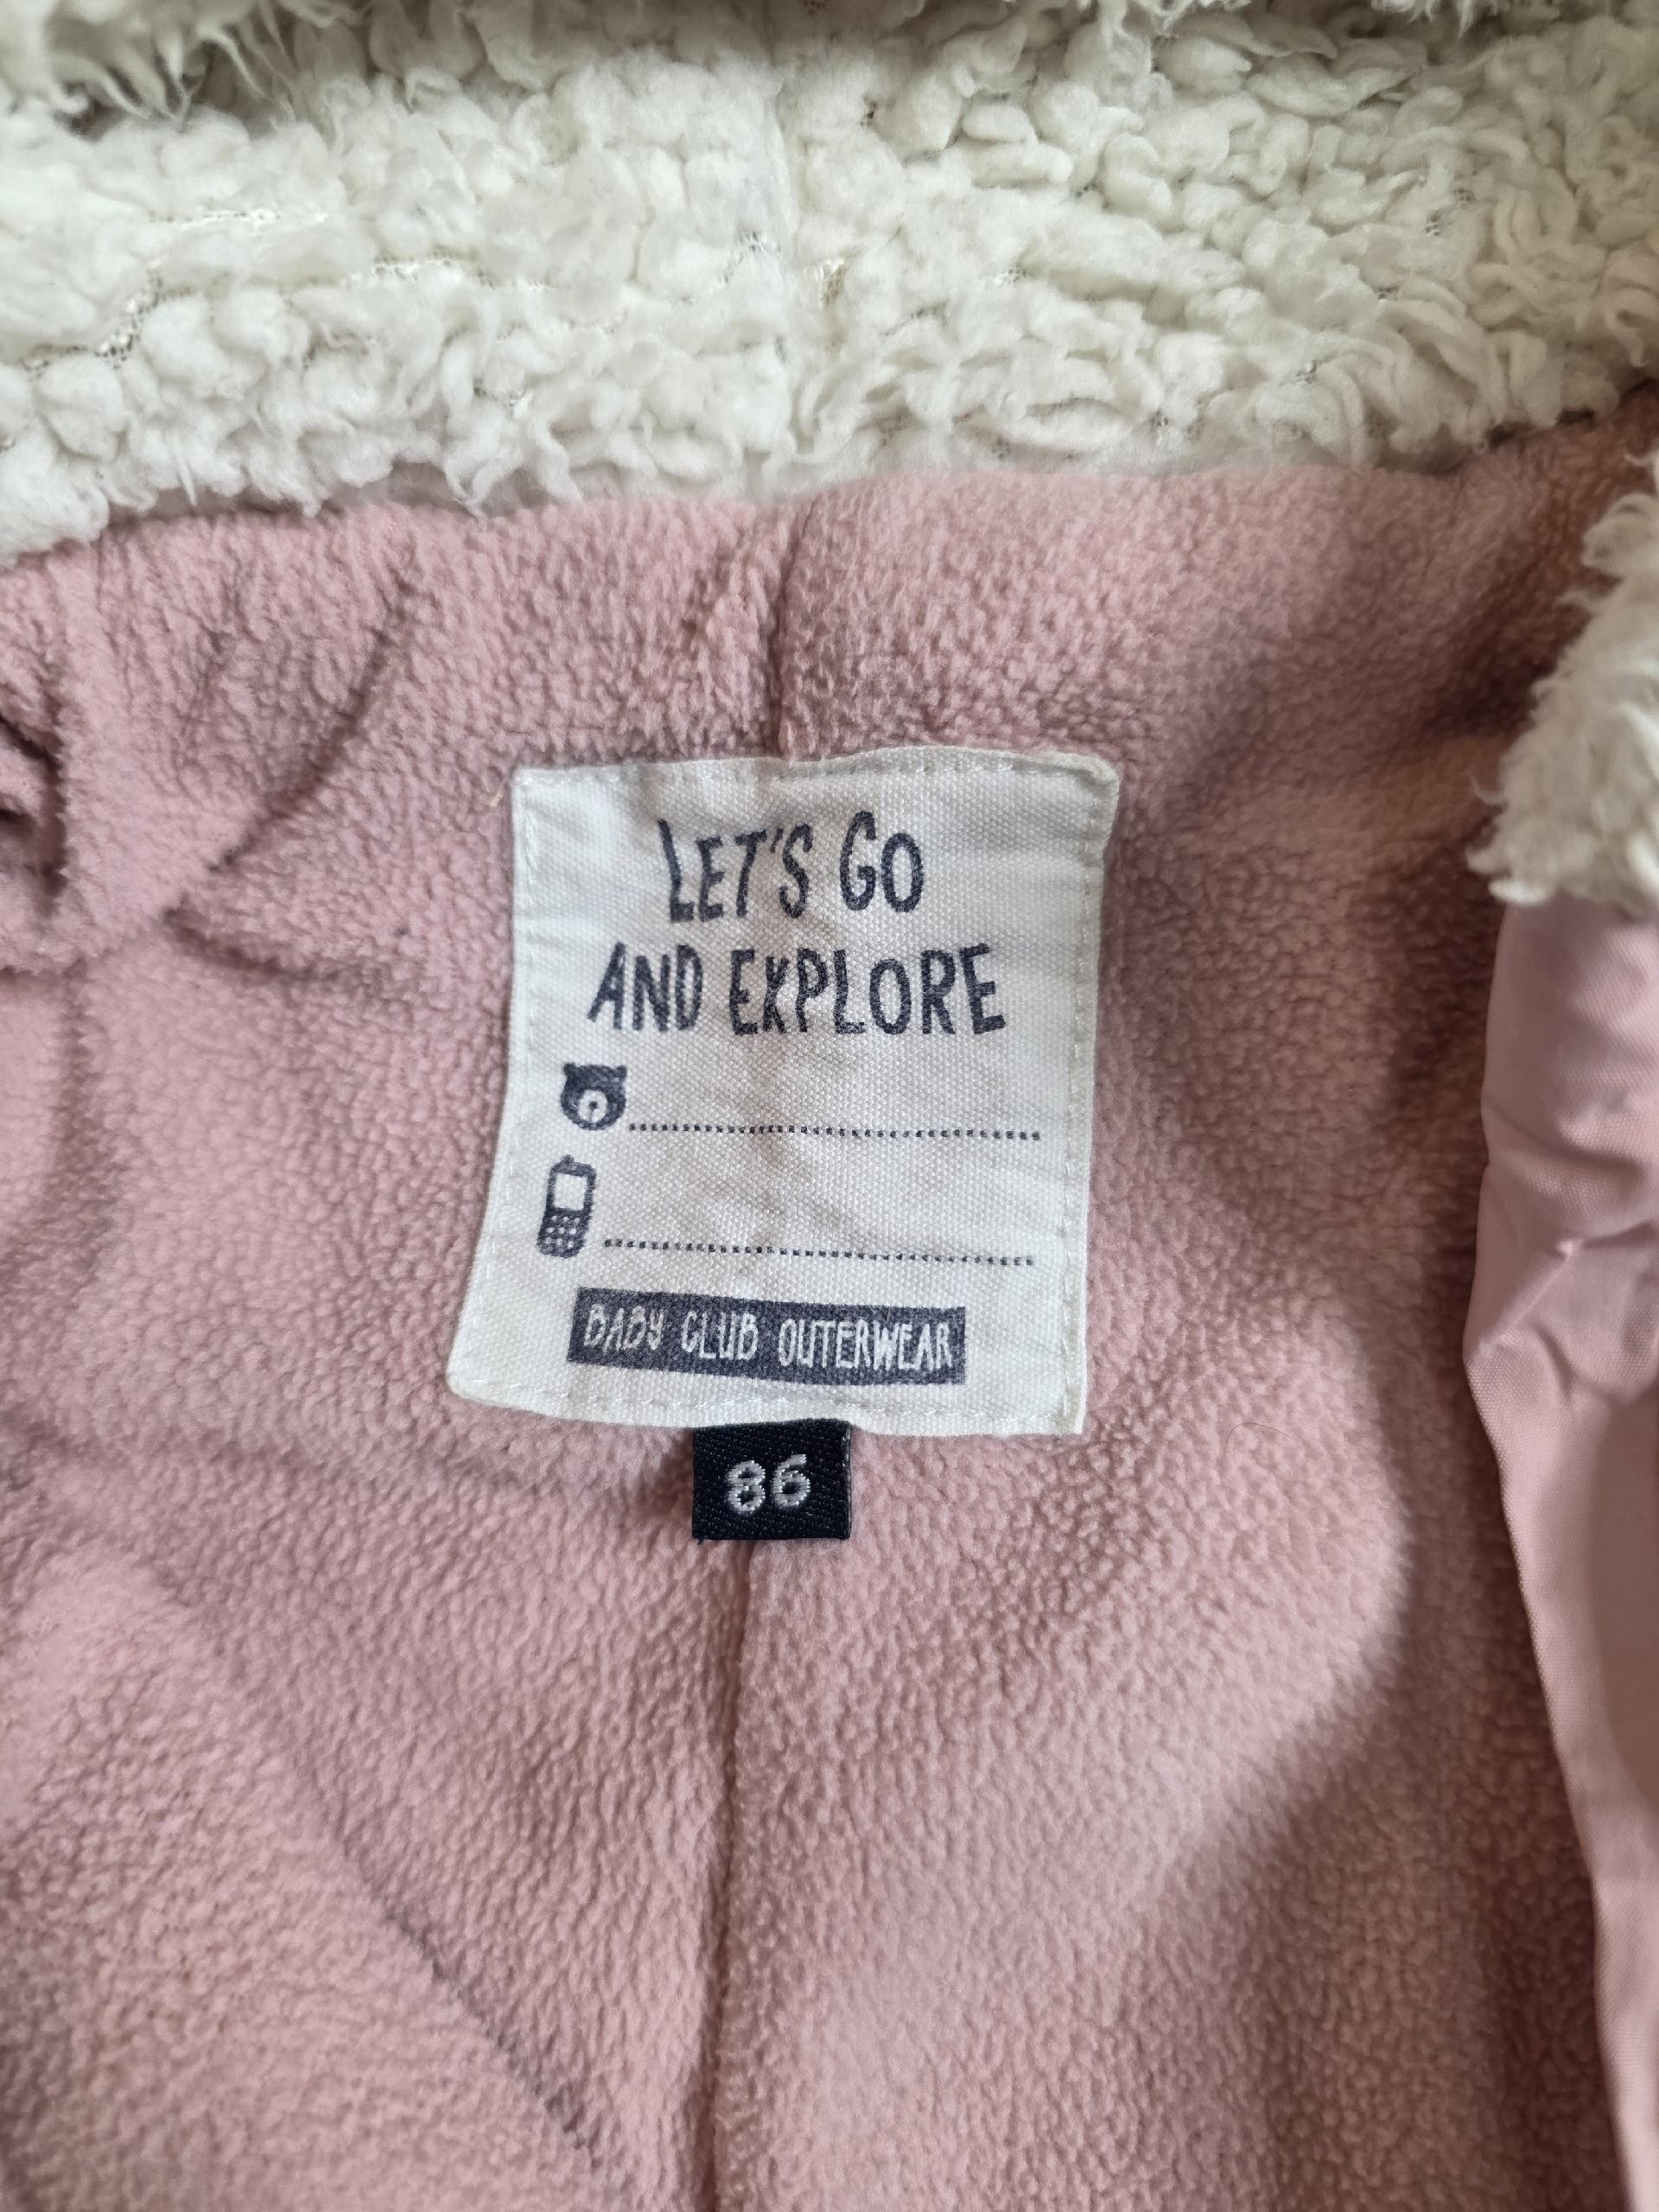 LET'S GO
AND EXPLORE
BABY CLUB OUTERWEAR
86